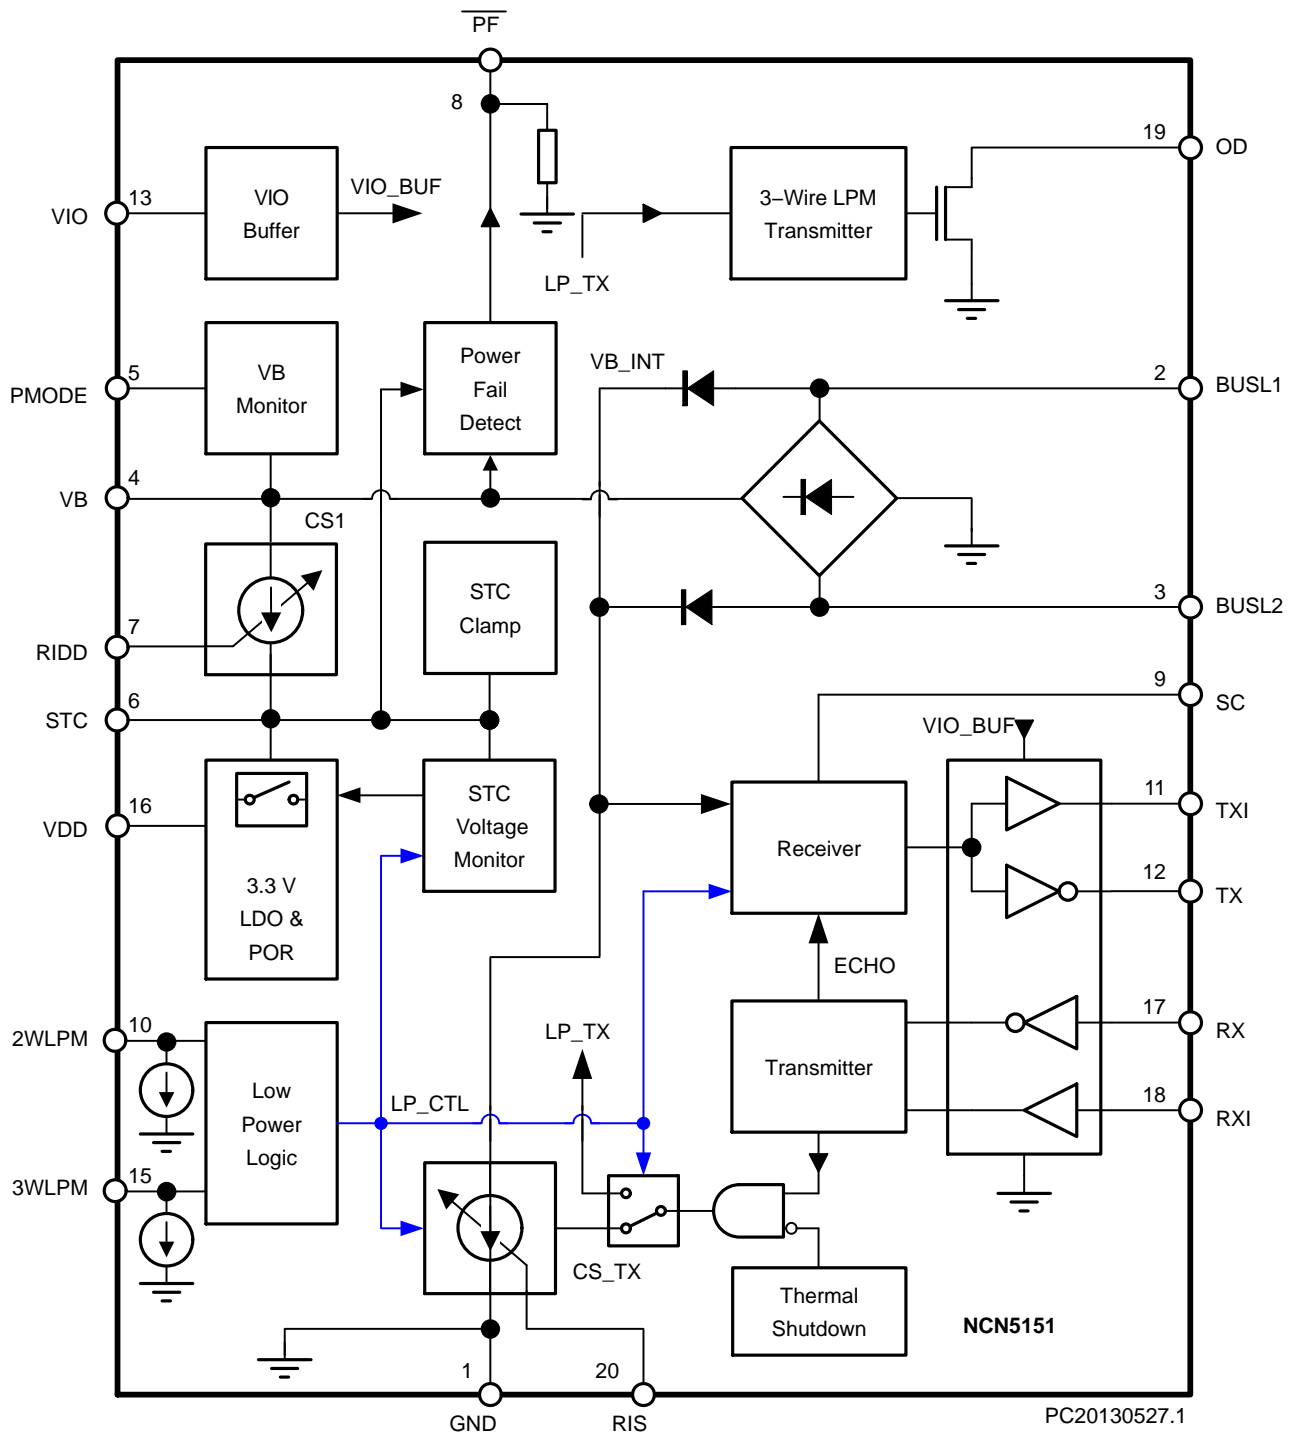 PF
8
19
OD
VIO
13
VIO
Buffer
VIO_BUF
3–Wire LPM
Transmitter
LP_TX
PMODE
5
VB
Monitor
Power
Fail
Detect
VB_INT
2
BUSL1
VB
4
CS1
STC
Clamp
3
BUSL2
RIDD
7
STC
6
9
SC
VIO_BUF
VDD
16
3.3 V
LDO &
POR
STC
Voltage
Monitor
Receiver
11
TXI
12
TX
ECHO
2WLPM
10
Low
Power
Logic
LP_TX
Transmitter
17
RX
LP_CTL
18
RXI
3WLPM
15
CS_TX
Thermal
Shutdown
NCN5151
1
GND
20
RIS
PC20130527.1